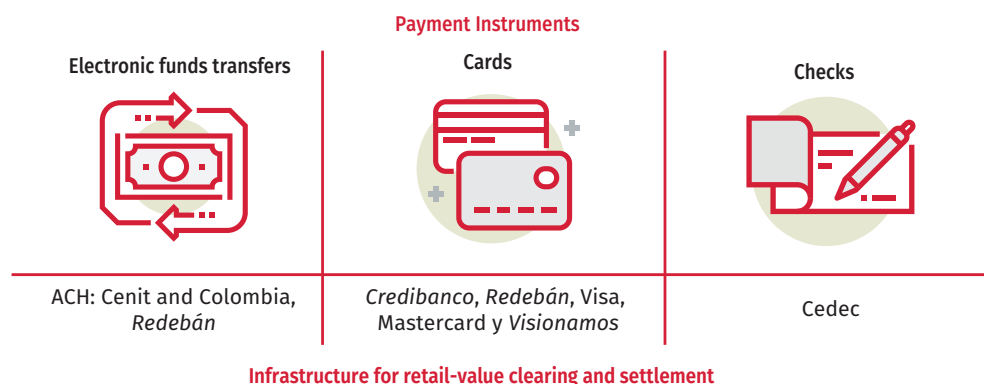 Payment Instruments
Electronic funds transfers
Cards
Checks
ACH: Cenit and Colombia,
Redebán
Credibanco, Redebán, Visa,
Mastercard y Visionamos
Cedec
Infrastructure for retail-value clearing and settlement